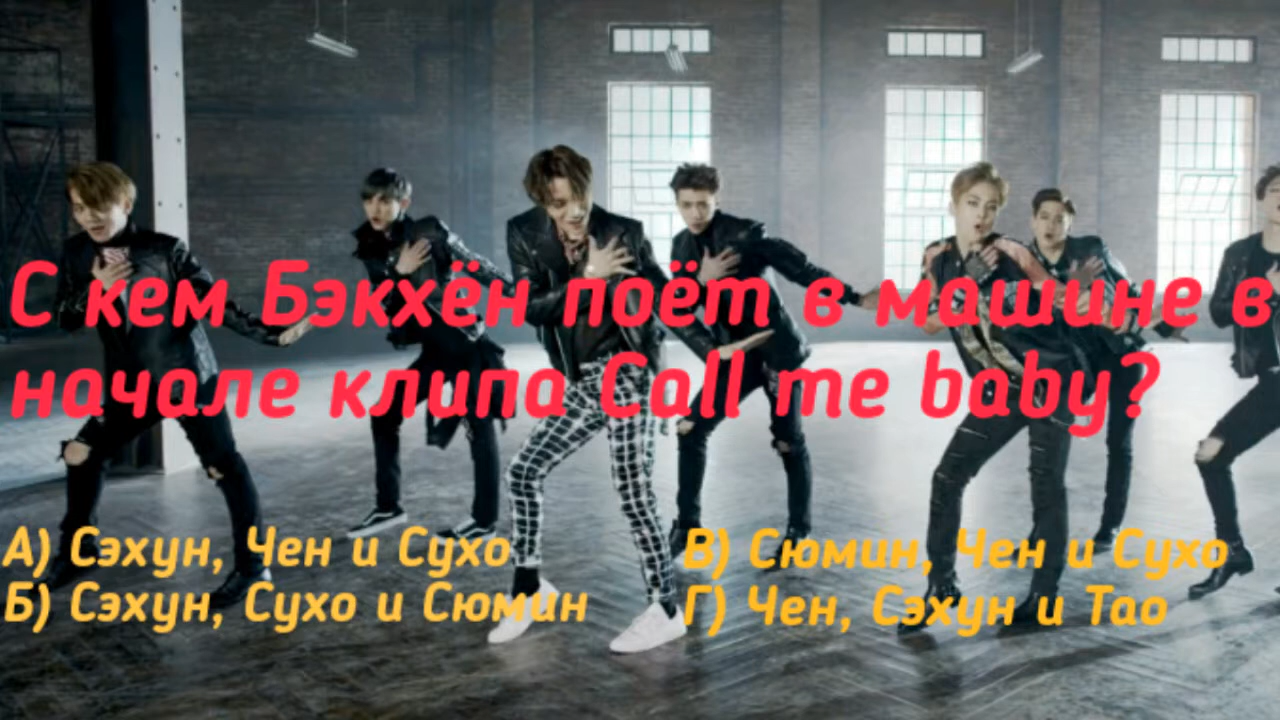 С кем Бэкхён поёт в машине в
начале клипа Call me baby?
А) Сэхун, Чен и Сухо
Б) Сэхун, Сухо и Сюмин
В) Сюмин, Чен и Сухо
Г) Чен, Сэхун и Тао